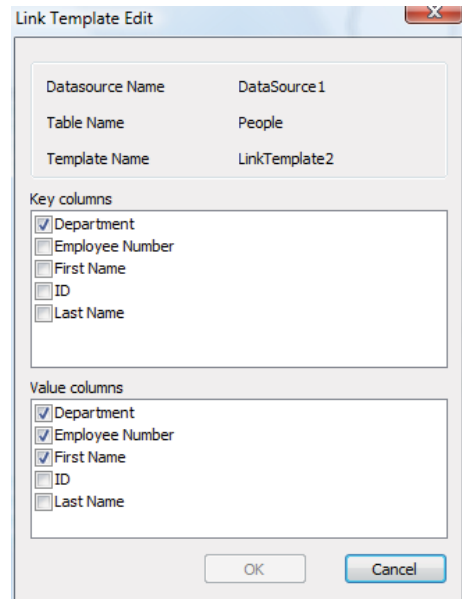 Link Template Edit
Datasource Name DataSource1
Table Name People
Template Name LinkTemplate2
Key columns
Department
Employee Number
First Name
ID
Last Name
Value columns
Department
Employee Number
First Name
ID
Last Name
OK Cancel